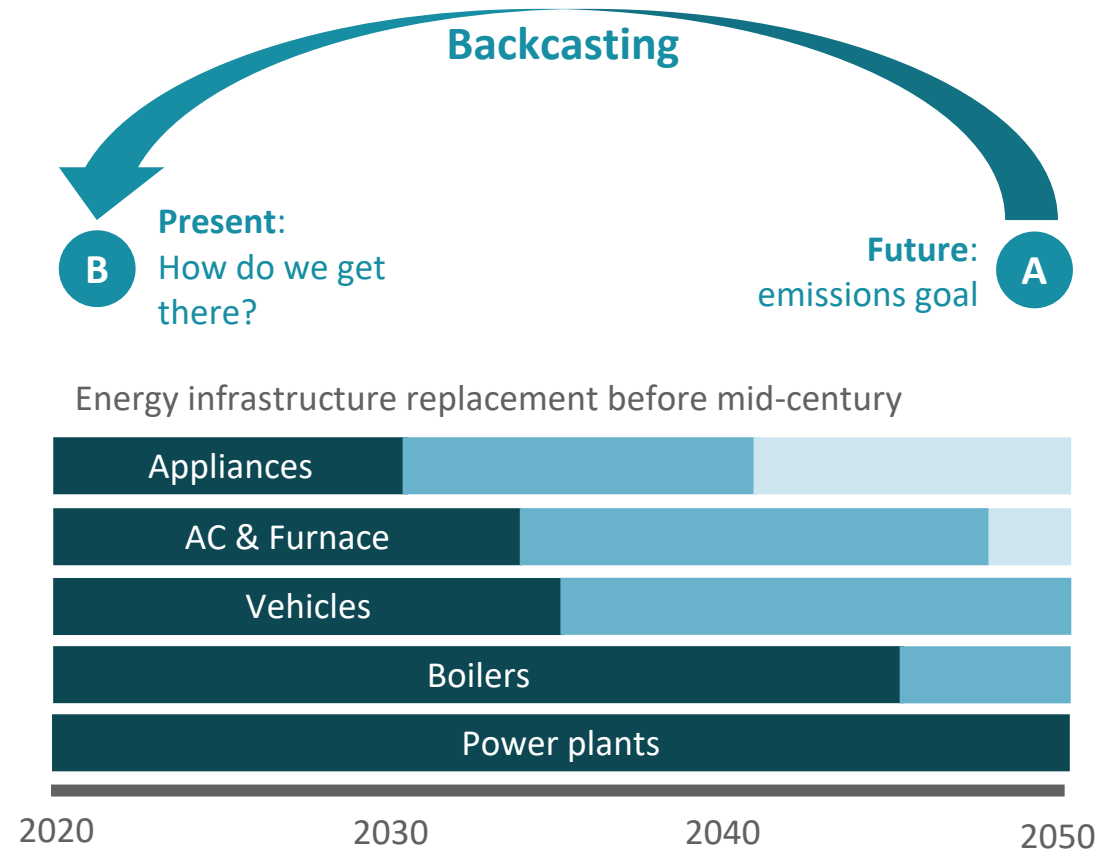 Backcasting
Present:
How do we get
there?
B
Future:
emissions goal
A
Energy infrastructure replacement before mid-century
Appliances
AC & Furnace
Vehicles
Boilers
Power plants
2020
2030
2040
2050